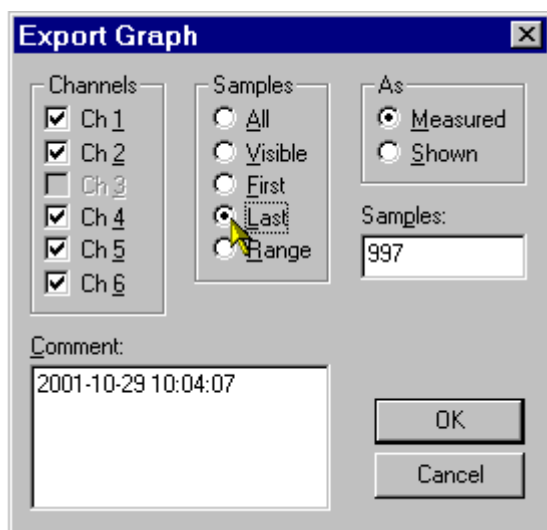 Export Graph
Channels
Ch 1
Ch 2
Ch 3
Ch 4
Ch 5
Ch 6
Samples
All
Visible
First
Last
Range
As
Measured
Shown
Samples:
997
Comment:
2001-10-29 10:04:07
OK
Cancel